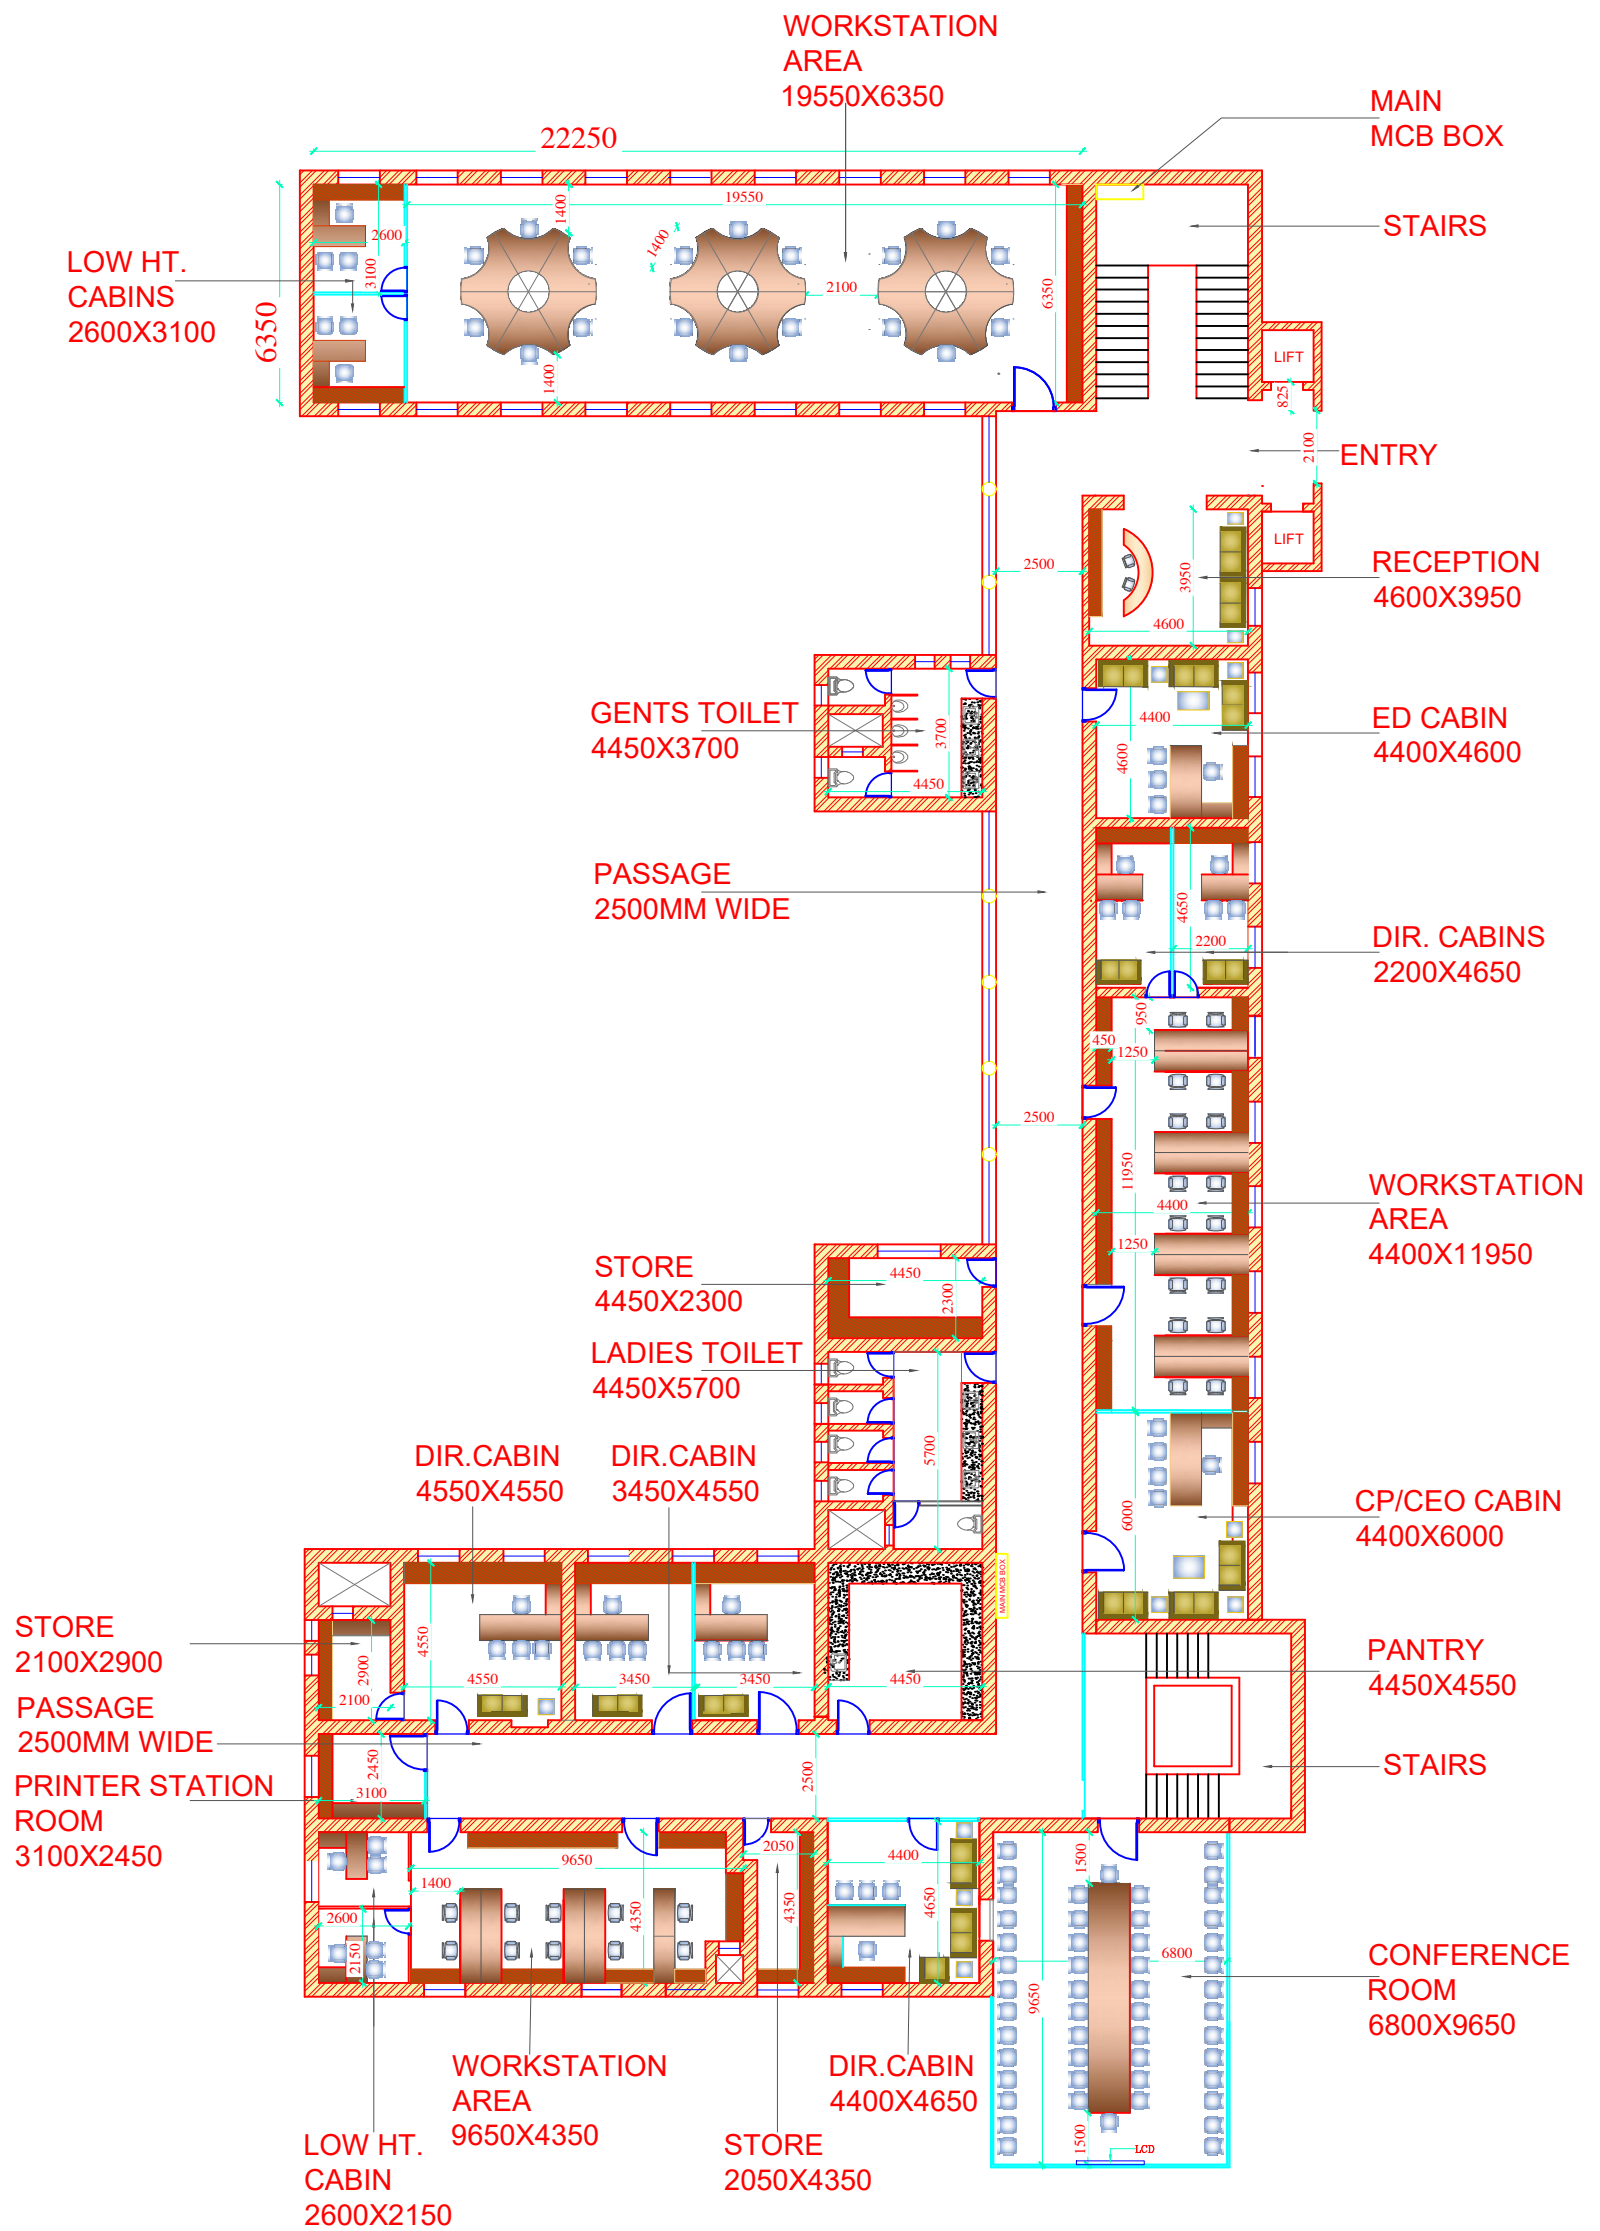 WORKSTATION
AREA
19550X6350
MAIN
MCB BOX
22250
19550
1400
STAIRS
2600
1400
3100
LOW HT.
CABINS
2600X3100
6350
2100
6350
LIFT
1400
825
2100
ENTRY
LIFT
2500
3950
RECEPTION
4600X3950
4600
GENTS TOILET
4450X3700
3700
4450
4400
4600
ED CABIN
4400X4600
PASSAGE
2500MM WIDE
4650
2200
DIR. CABINS
2200X4650
950
450
1250
2500
11950
4400
1250
WORKSTATION
AREA
4400X11950
STORE
4450X2300
4450
2300
LADIES TOILET
4450X5700
5700
DIR.CABIN
4550X4550
DIR.CABIN
3450X4550
6000
CP/CEO CABIN
4400X6000
MAIN MCB BOX
STORE
2100X2900
2900
2100
4550
4550
3450
3450
4450
PANTRY
4450X4550
PASSAGE
2500MM WIDE
2450
3100
2500
STAIRS
PRINTER STATION
ROOM
3100X2450
9650
1400
4350
2050
4350
4400
4650
1500
2600
2150
6800
9650
CONFERENCE
ROOM
6800X9650
1500
LCD
WORKSTATION
AREA
9650X4350
DIR.CABIN
4400X4650
LOW HT.
CABIN
2600X2150
STORE
2050X4350